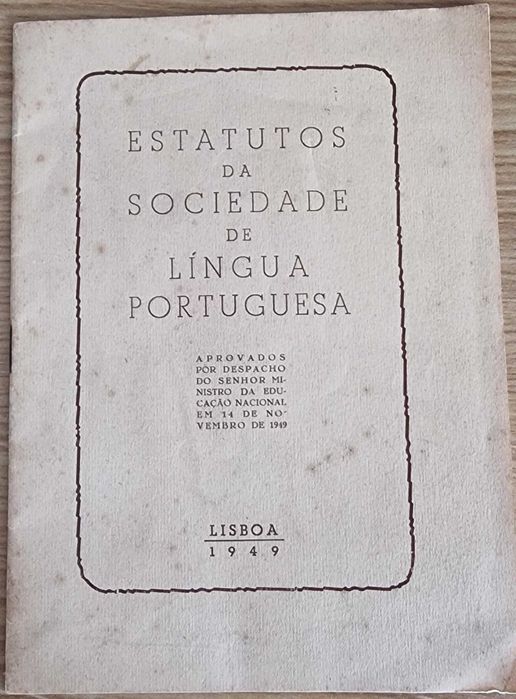 ESTATUTOS
DA
SOCIEDADE
DE
LÍNGUA
PORTUGUESA
APROVADOS
POR DESPACHO
DO SENHOR MI-
NISTRO DA EDU-
CAÇÃO NACIONAL
EM 14 DE NO-
VEMBRO DE 1949
LISBOA
1949